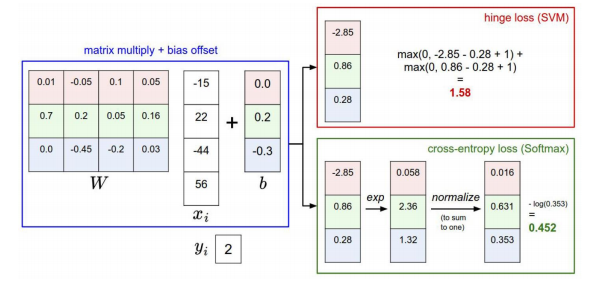 matrix multiply + bias offset
0.01 -0.05 0.1 0.05
0.7 0.2 0.05 0.16
0.0 -0.45 -0.2 0.03
W
-15
22
-44
56
xi
+
0.0
0.2
-0.3
b
yi 2
hinge loss (SVM)
-2.85
0.86
0.28
max(0, -2.85 - 0.28 + 1) +
max(0, 0.86 - 0.28 + 1)
=
1.58
cross-entropy loss (Softmax)
-2.85
0.86
0.28
exp
0.058
2.36
1.32
normalize
(to sum
to one)
0.016
0.631
0.353
- log(0.353)
=
0.452